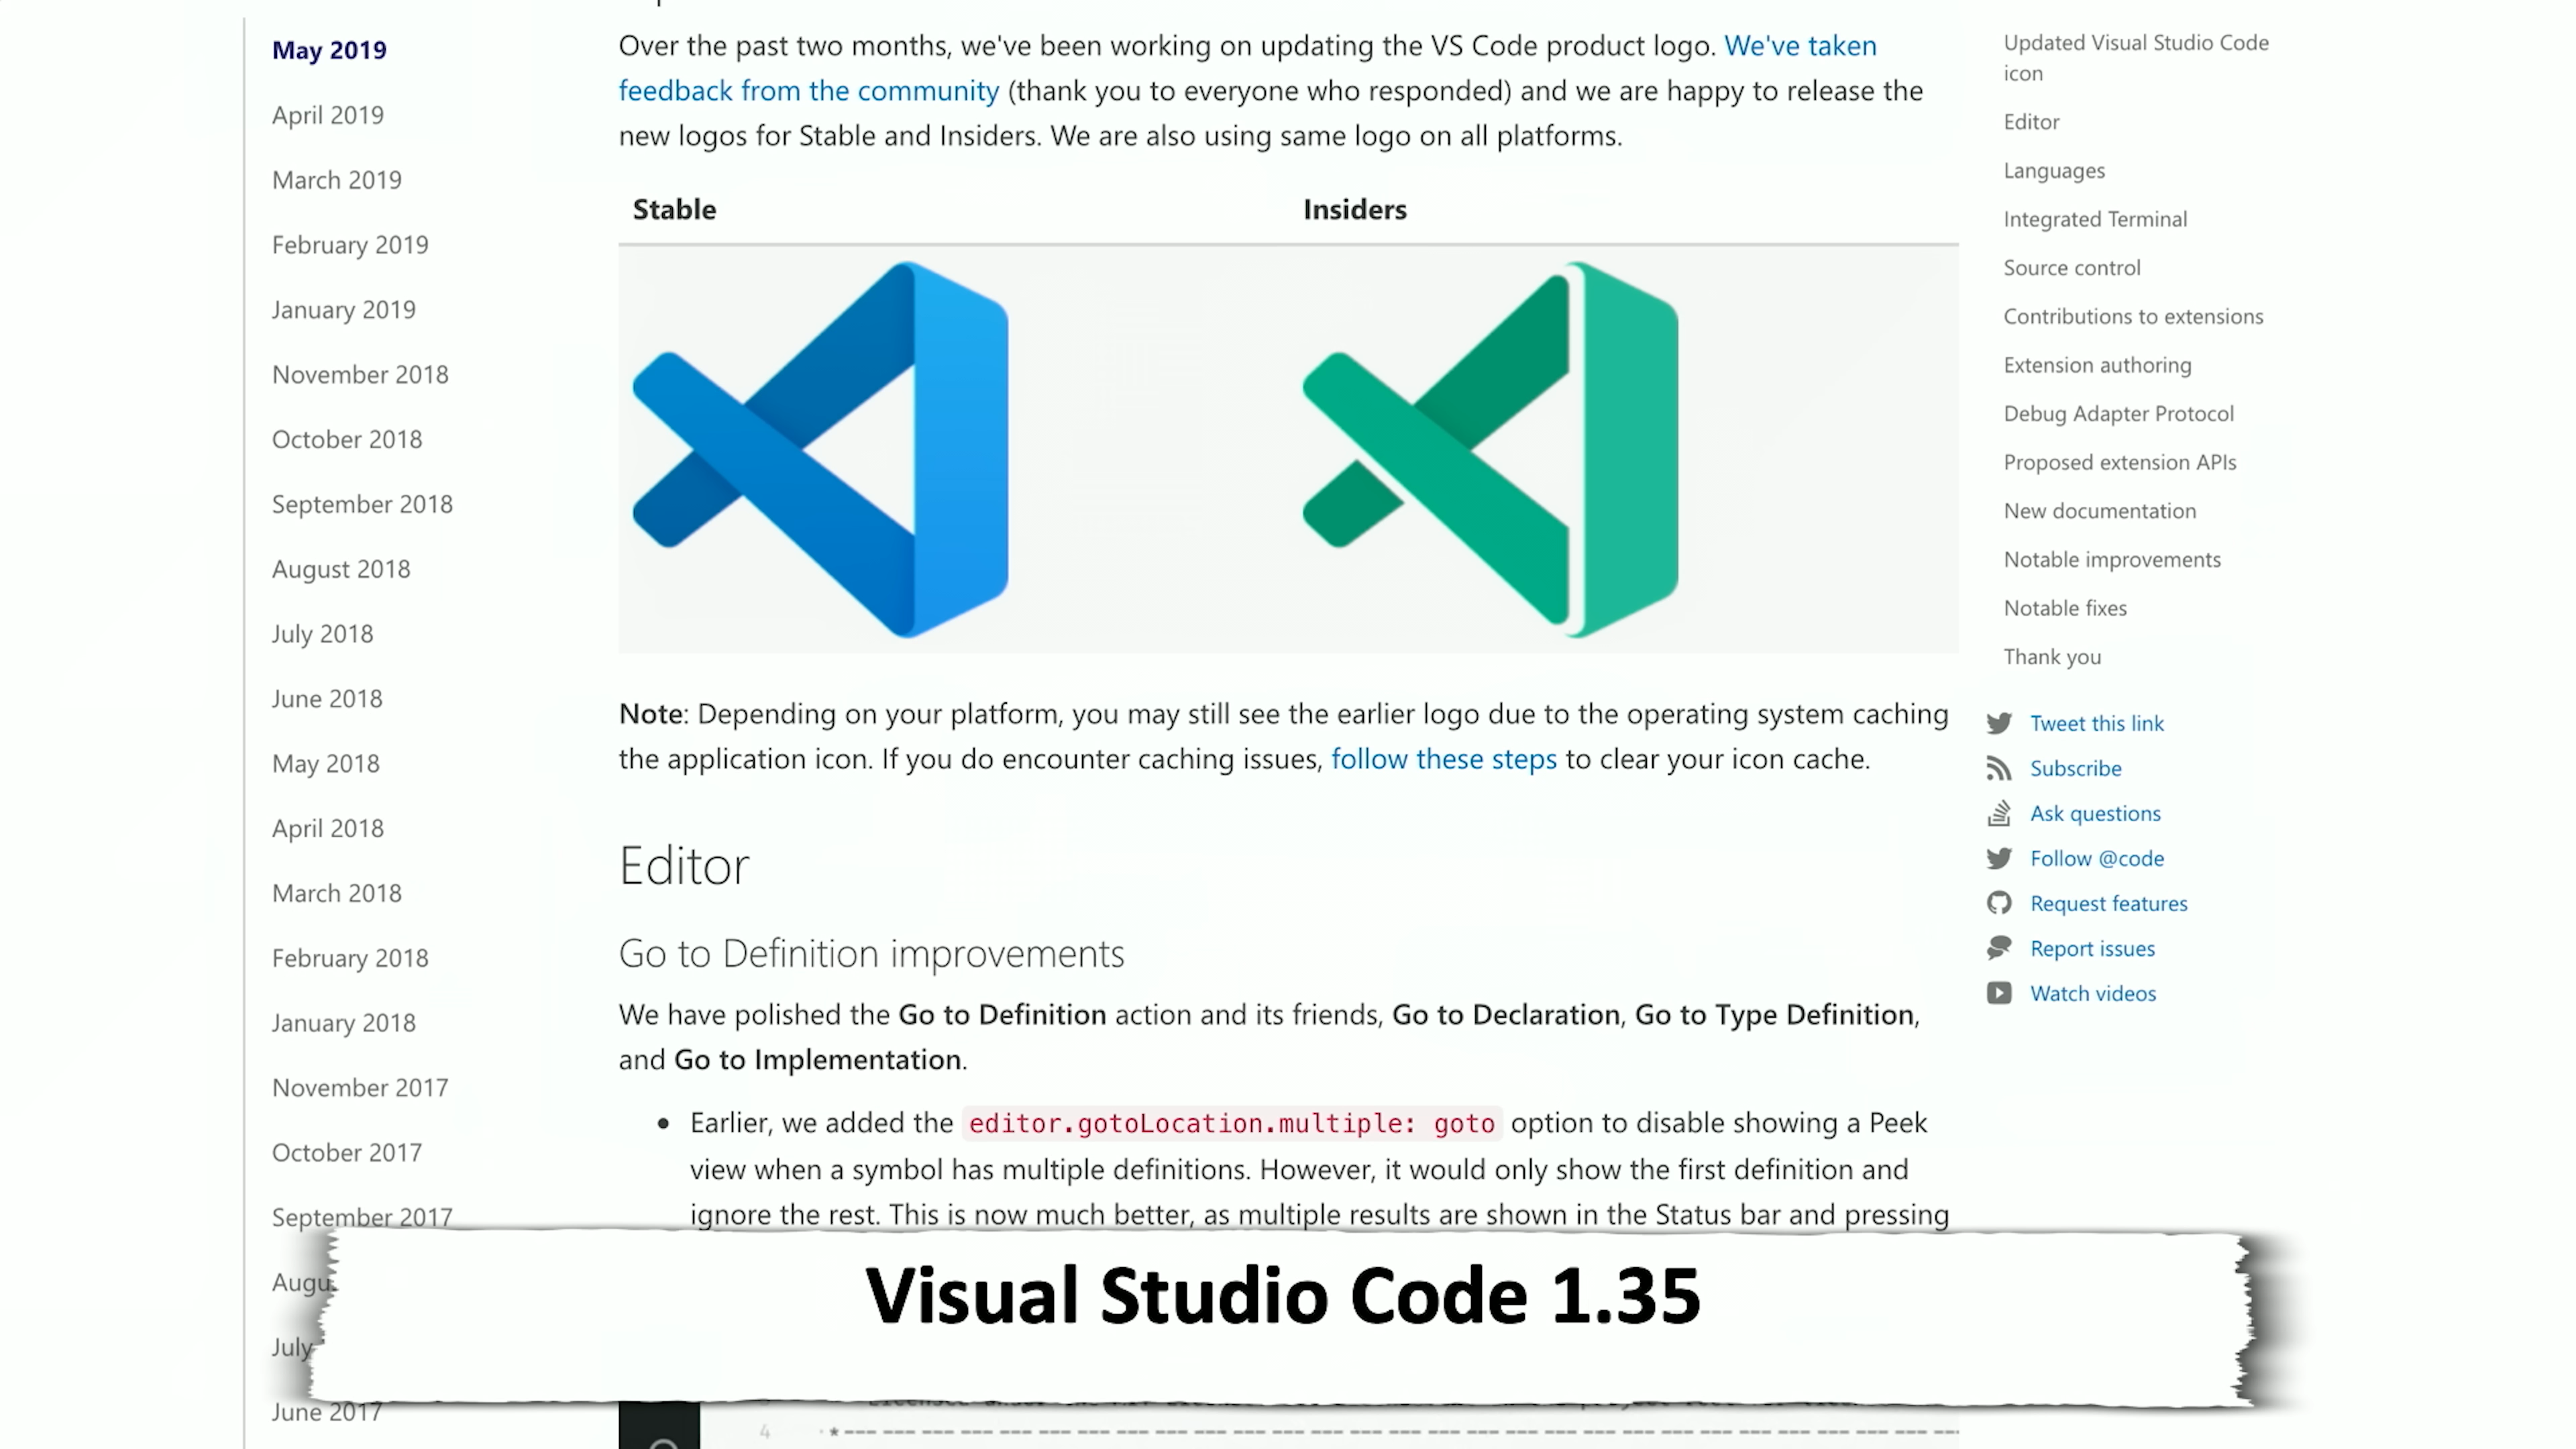 May 2019
April 2019
March 2019
February 2019
January 2019
November 2018
October 2018
September 2018
August 2018
July 2018
June 2018
May 2018
April 2018
March 2018
February 2018
January 2018
November 2017
October 2017
September 2017
Augu
July
June 2017
Over the past two months, we've been working on updating the VS Code product logo. We've taken
feedback from the community (thank you to everyone who responded) and we are happy to release the
new logos for Stable and Insiders. We are also using same logo on all platforms.
Stable Insiders
Note: Depending on your platform, you may still see the earlier logo due to the operating system caching
the application icon. If you do encounter caching issues, follow these steps to clear your icon cache.
Editor
Go to Definition improvements
We have polished the Go to Definition action and its friends, Go to Declaration, Go to Type Definition,
and Go to Implementation.
• Earlier, we added the editor.gotoLocation.multiple: goto option to disable showing a Peek
view when a symbol has multiple definitions. However, it would only show the first definition and
ignore the rest. This is now much better, as multiple results are shown in the Status bar and pressing
4 *--- --- --- --- --- --- --- --- --- --- --- --- --- --- --- --- --- --- --- --- --- --- --- --- --- --- --- --- ---
Updated Visual Studio Code
icon
Editor
Languages
Integrated Terminal
Source control
Contributions to extensions
Extension authoring
Debug Adapter Protocol
Proposed extension APIs
New documentation
Notable improvements
Notable fixes
Thank you
Tweet this link
Subscribe
Ask questions
Follow @code
Request features
Report issues
Watch videos
Visual Studio Code 1.35